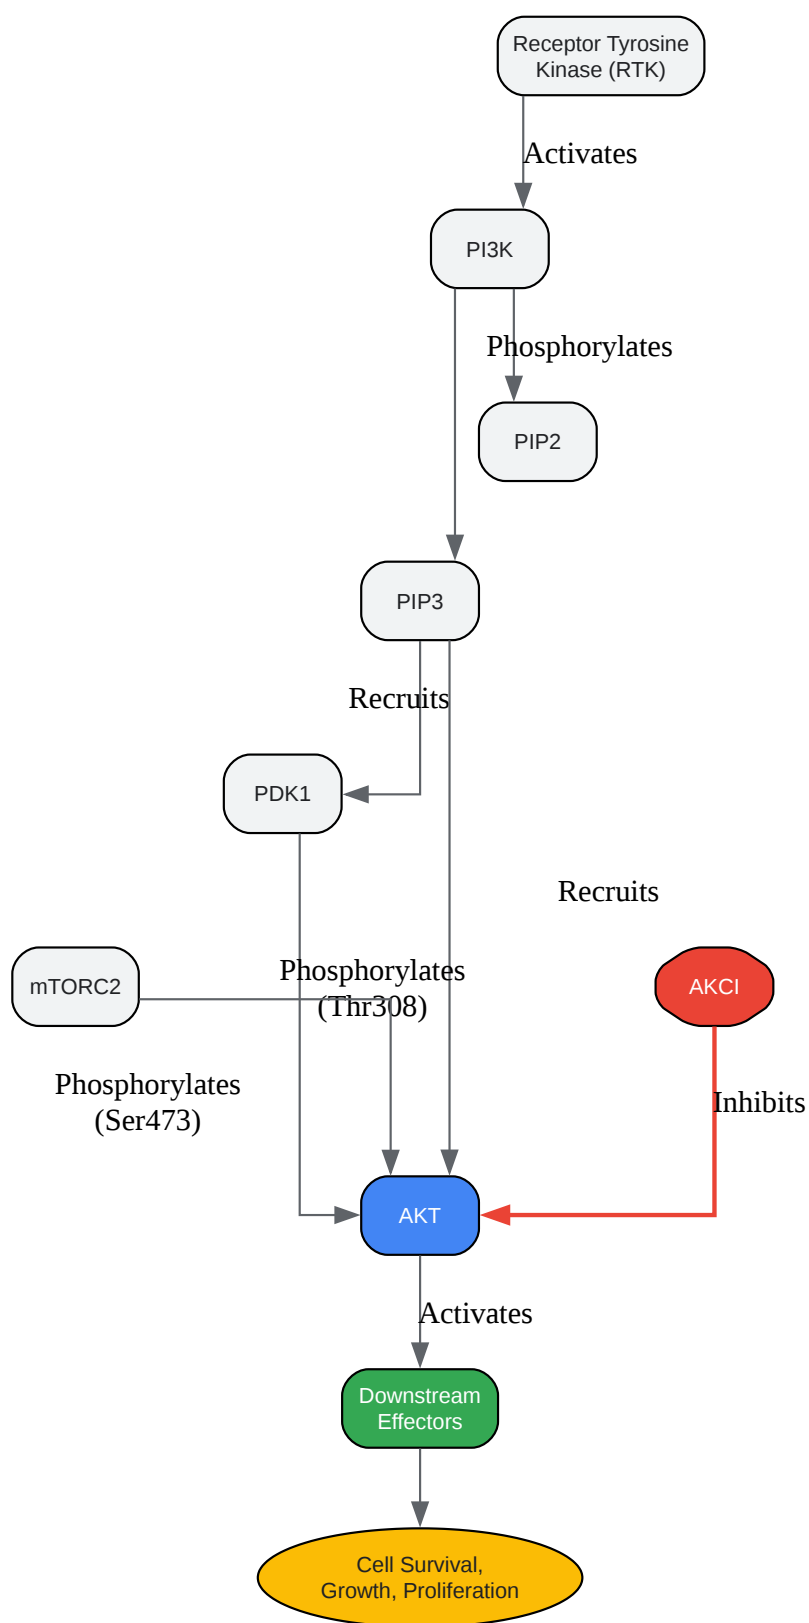 Receptor Tyrosine
Kinase (RTK)
Activates
PI3K
Phosphorylates
PIP2
PIP3
Recruits
PDK1
Recruits
Phosphorylates
(Thr308)
mTORC2
AKCI
Phosphorylates
(Ser473)
Inhibits
AKT
Activates
Downstream
Effectors
Cell Survival,
Growth, Proliferation